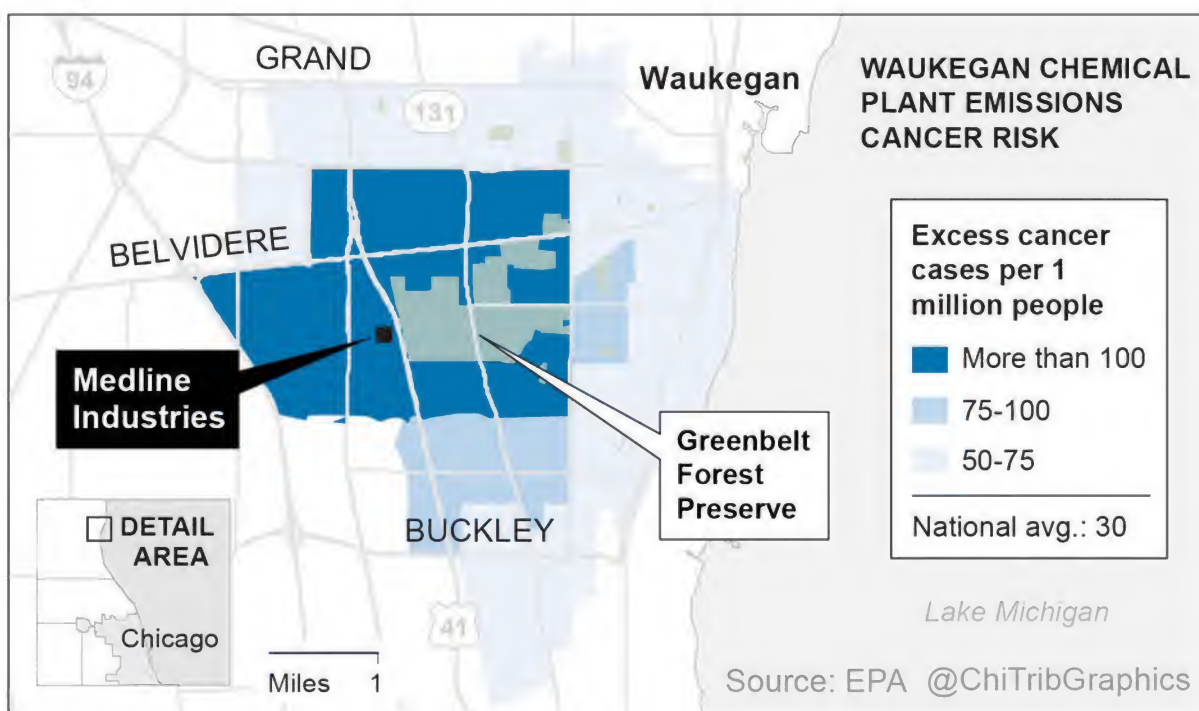 94
GRAND
131
Waukegan
WAUKEGAN CHEMICAL
PLANT EMISSIONS
CANCER RISK
BELVIDERE
Excess cancer
cases per 1
million people
More than 100
75-100
50-75
National avg.: 30
Medline
Industries
Greenbelt
Forest
Preserve
BUCKLEY
DETAIL
AREA
Chicago
41
Miles 1
Lake Michigan
Source: EPA @ChiTribGraphics